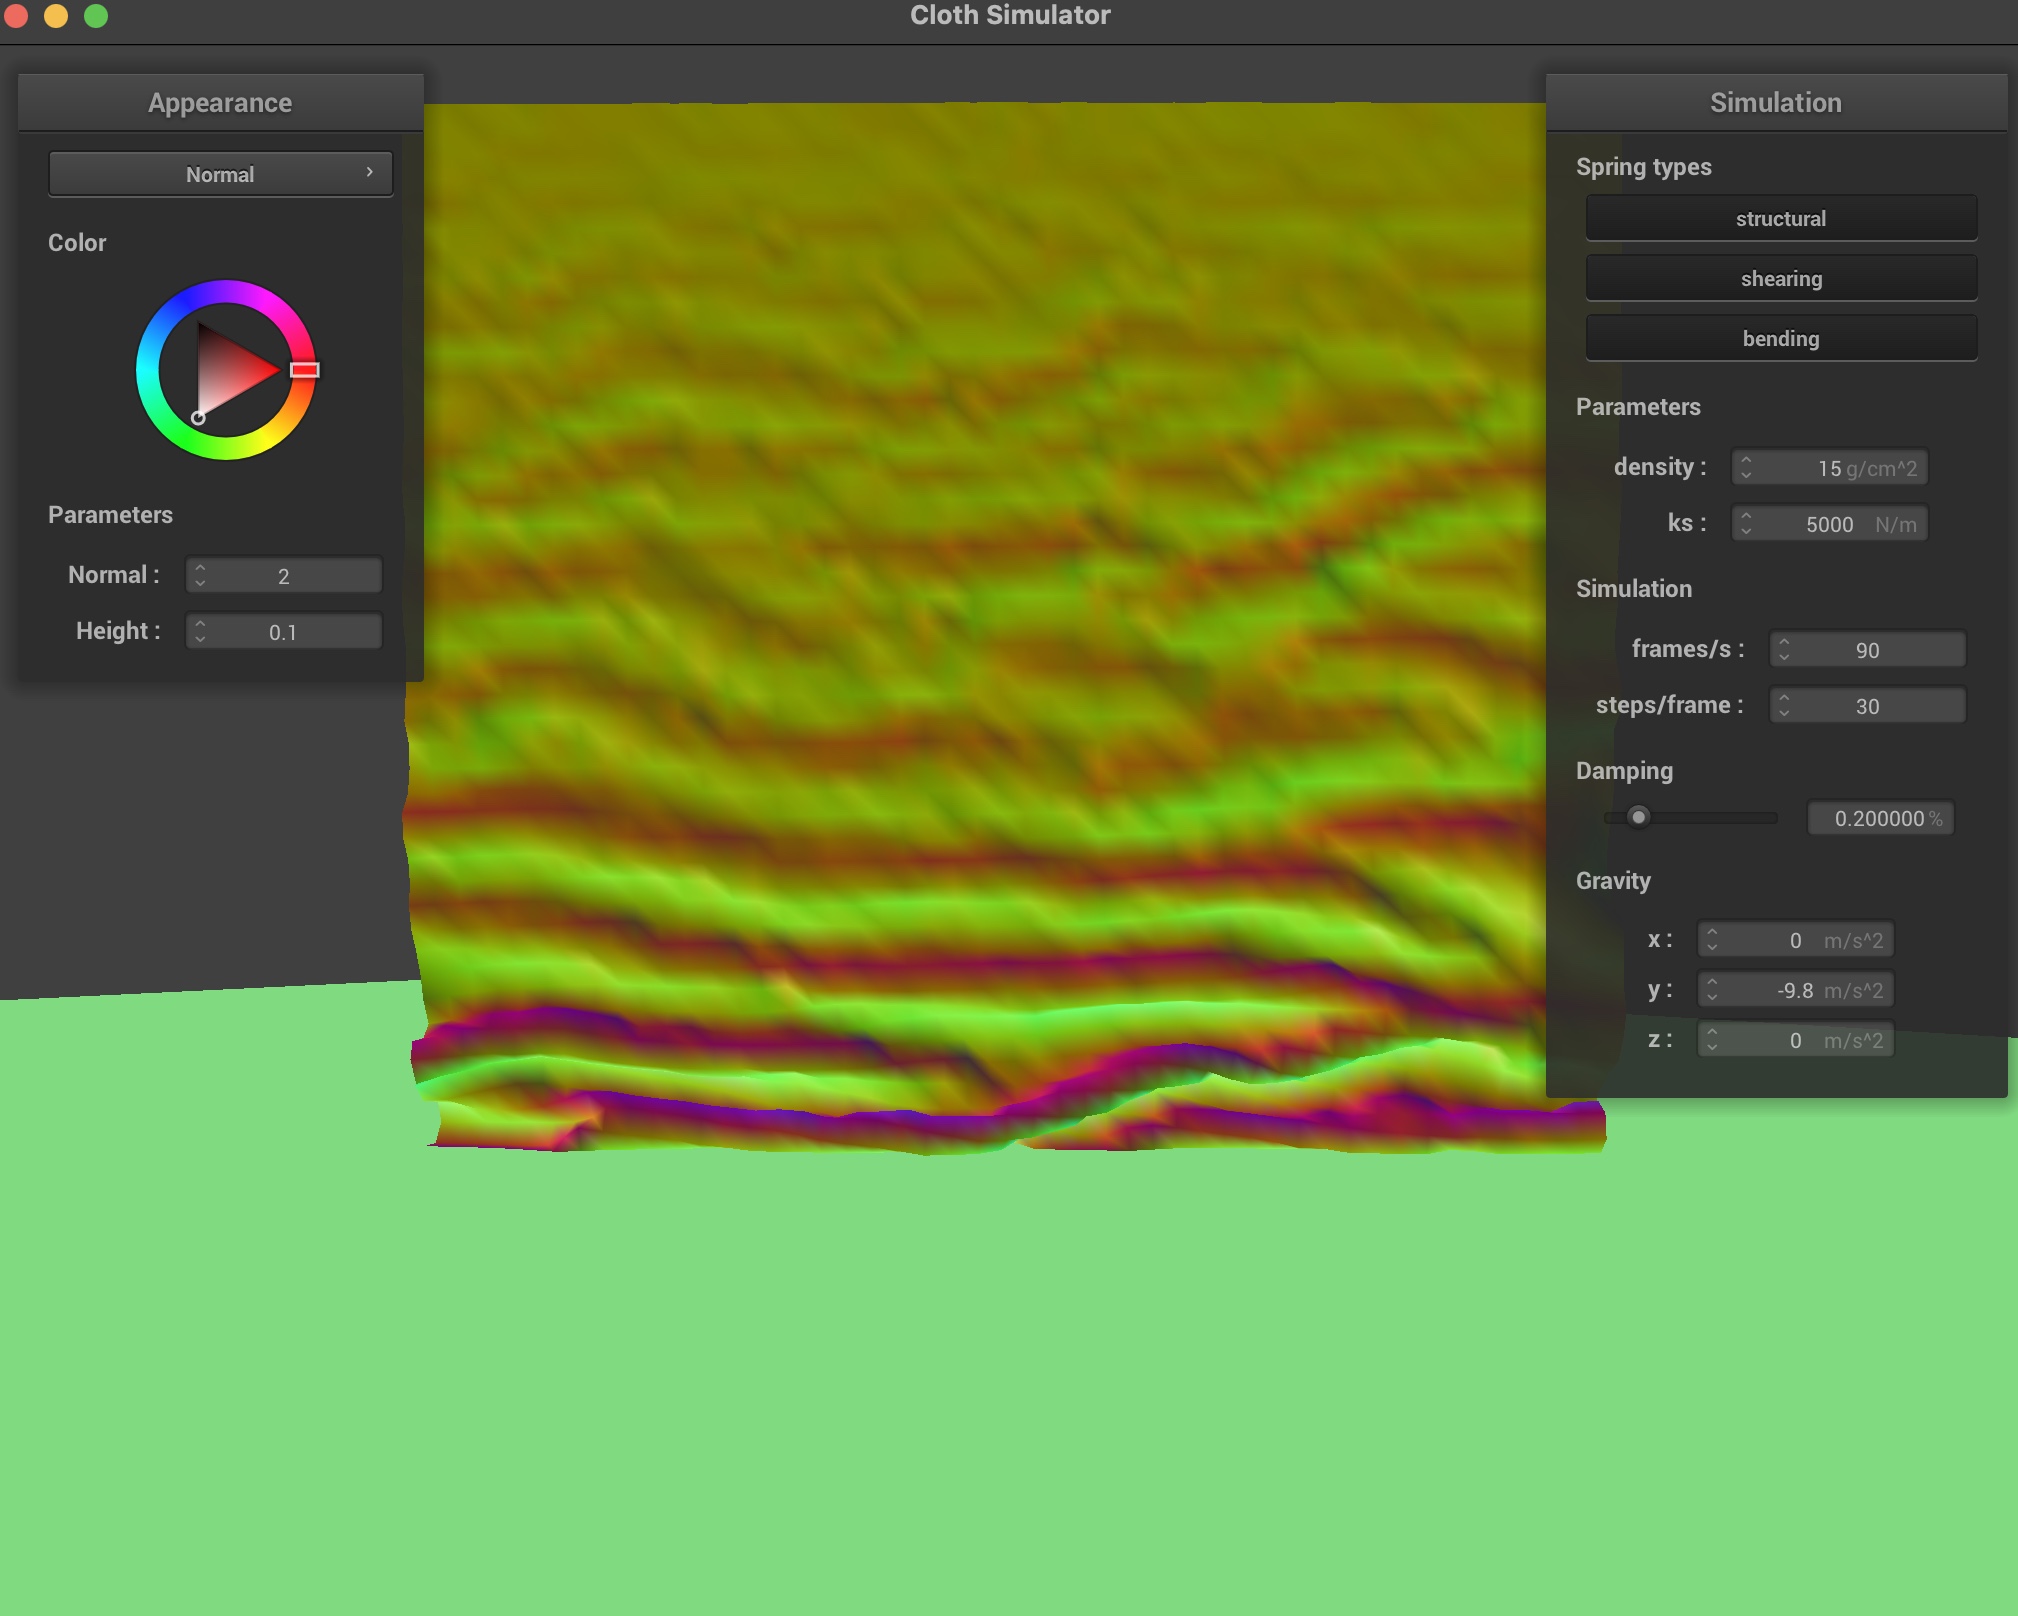 Cloth Simulator
Appearance
Normal
Color
Parameters
Normal : 2
Height : 0.1
Simulation
Spring types
structural
shearing
bending
Parameters
density : 15 g/cm^2
ks : 5000 N/m
Simulation
frames/s : 90
steps/frame : 30
Damping
0.200000 %
Gravity
x : 0 m/s^2
y : -9.8 m/s^2
z : 0 m/s^2